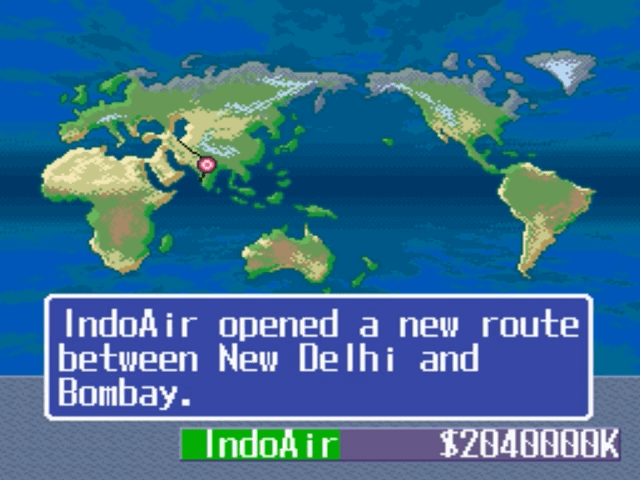 IndoAir opened a new route
between New Delhi and
Bombay.
IndoAir $2040000K